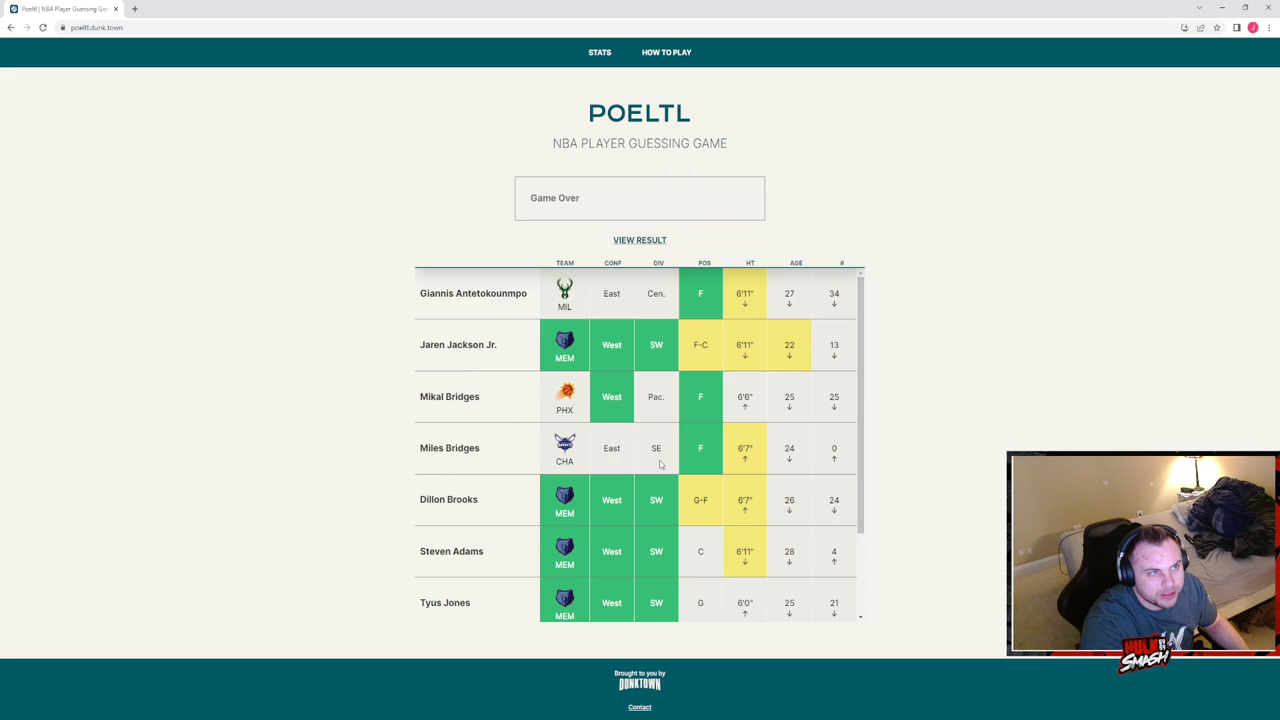 Poeltl | NBA Player Guessing Gam
poeltl.dunk.town
STATS HOW TO PLAY
POELTL
NBA PLAYER GUESSING GAME
Game Over
VIEW RESULT
TEAM CONF DIV POS HT AGE #
Giannis Antetokounmpo MIL East Cen. F 6'11" ↓ 27 ↓ 34 ↓
Jaren Jackson Jr. MEM West SW F-C 6'11" ↓ 22 ↓ 13 ↓
Mikal Bridges PHX West Pac. F 6'6" ↑ 25 ↓ 25 ↓
Miles Bridges CHA East SE F 6'7" ↑ 24 ↓ 0 ↑
Dillon Brooks MEM West SW G-F 6'7" ↑ 26 ↓ 24 ↓
Steven Adams MEM West SW C 6'11" ↓ 28 ↓ 4 ↑
Tyus Jones MEM West SW G 6'0" ↑ 25 ↓ 21 ↓
Brought to you by
DUNKTOWN
Contact
HULK
SMASH